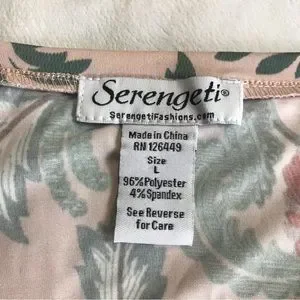 Serengeti®
SerengetiFashions.com
Made in China
RN 126449
Size
L
96%Polyester
4%Spandex
See Reverse
for Care